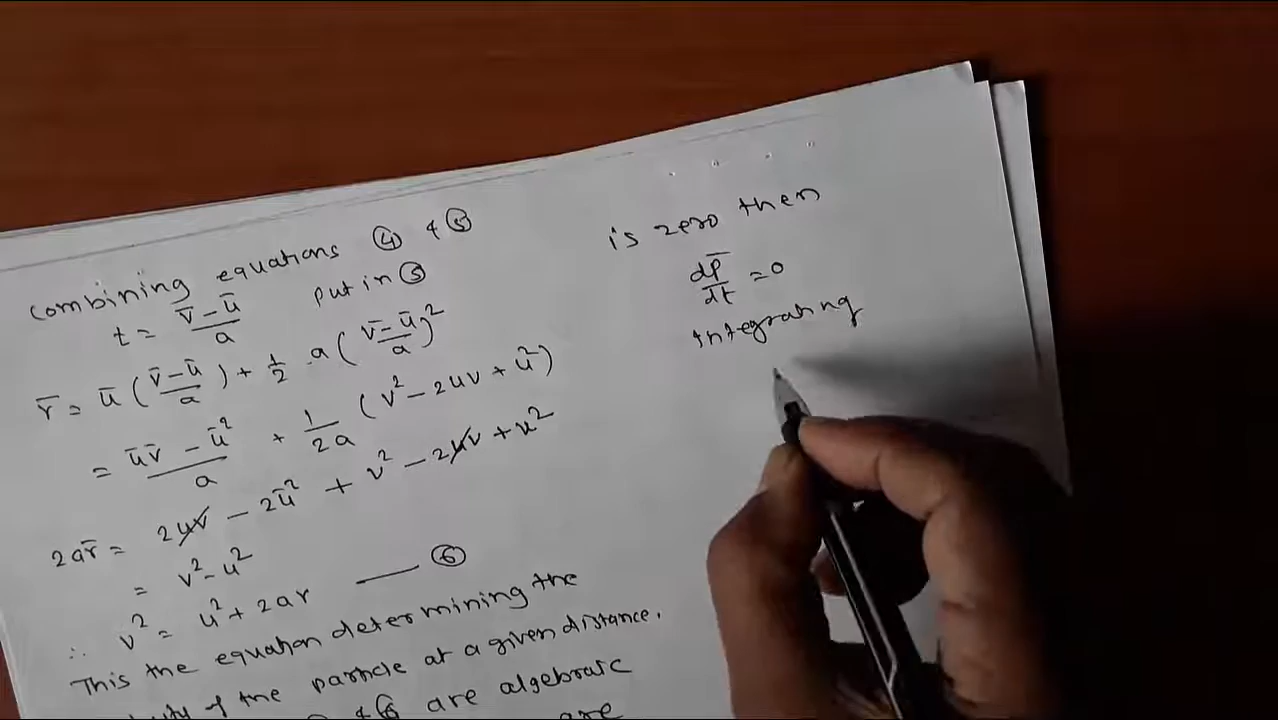 combining equations ④ & ⑤
t = v̄ - ū / a put in ⑤
r̄ = ū ( v̄ - ū / a ) + 1/2 a ( v̄ - ū / a )²
= ūv̄ - ū² / a + 1/2a ( v² - 2uv + ū² )
2ar̄ = 2uv - 2ū² + v² - 2uv + u²
= v² - u²
∴ v² = u² + 2ar —— ⑥
This the equation determining the
of the particle at a given distance.
& ⑥ are algebraic
are
is zero then
dp̄/dt = 0
Integrating